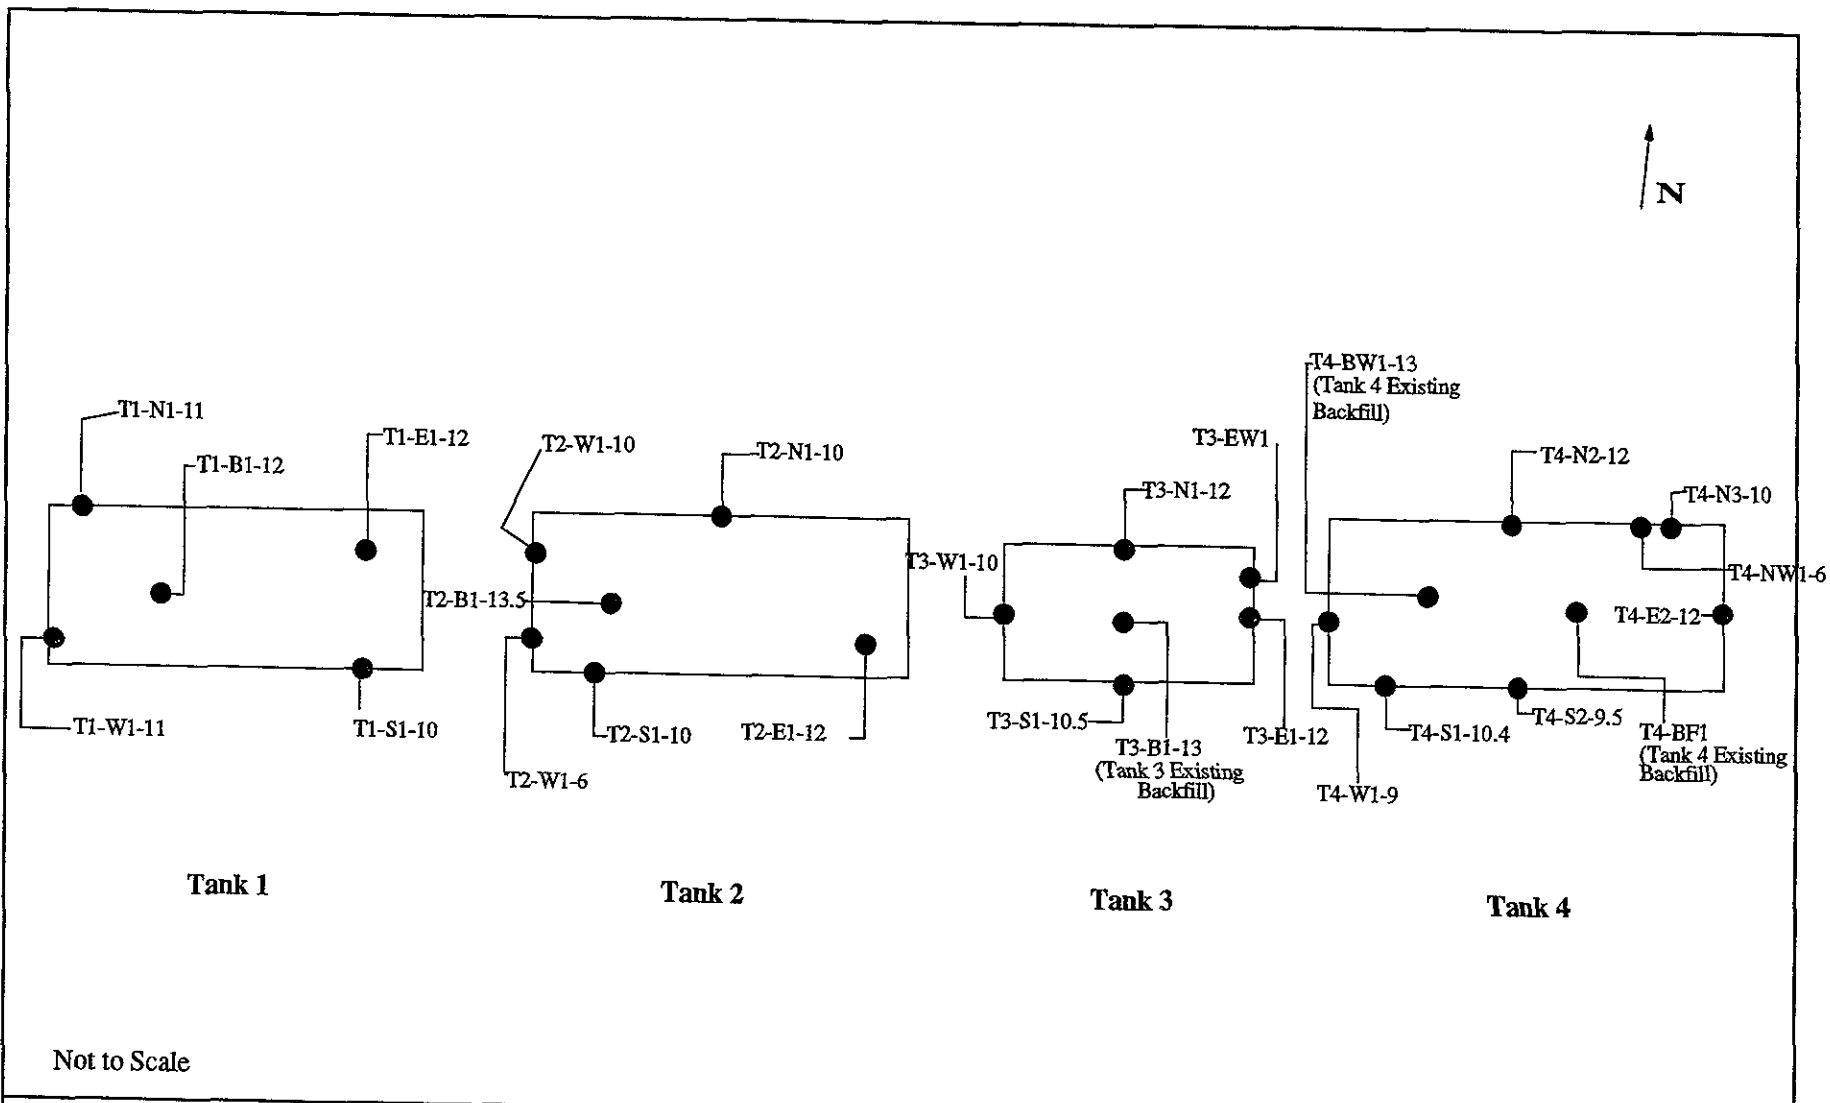 N
T4-BW1-13
(Tank 4 Existing
Backfill)
T1-N1-11
T1-E1-12
T1-B1-12
T2-W1-10
T2-N1-10
T3-EW1
T3-N1-12
T4-N2-12
T4-N3-10
T3-W1-10
T4-NW1-6
T2-B1-13.5
T4-E2-12
T1-W1-11
T1-S1-10
T2-S1-10
T2-E1-12
T2-W1-6
T3-S1-10.5
T3-B1-13
(Tank 3 Existing
Backfill)
T3-E1-12
T4-S1-10.4
T4-S2-9.5
T4-BF1
(Tank 4 Existing
Backfill)
T4-W1-9
Tank 1
Tank 2
Tank 3
Tank 4
Not to Scale